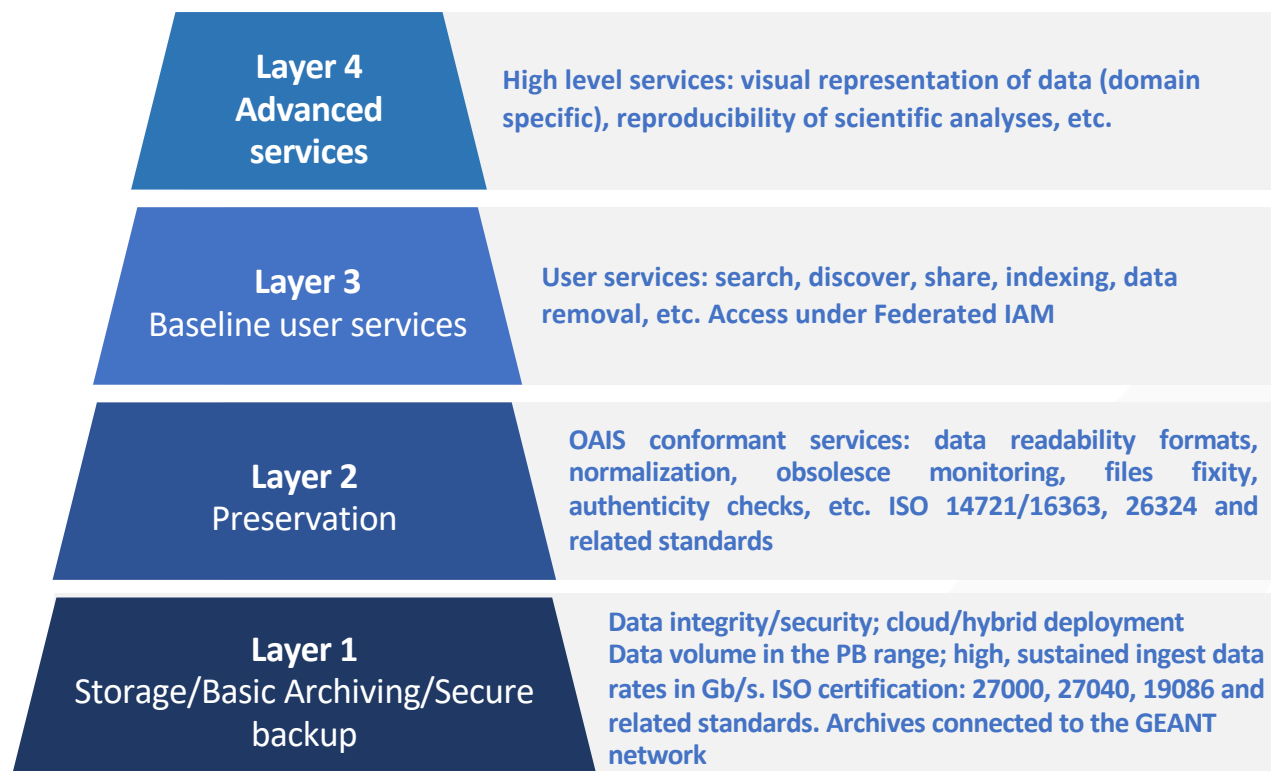 Layer 4
Advanced
services
High level services: visual representation of data (domain
specific), reproducibility of scientific analyses, etc.
Layer 3
Baseline user services
User services: search, discover, share, indexing, data
removal, etc. Access under Federated IAM
Layer 2
Preservation
OAIS conformant services: data readability formats,
normalization, obsolesce monitoring, files fixity,
authenticity checks, etc. ISO 14721/16363, 26324 and
related standards
Layer 1
Storage/Basic Archiving/Secure
backup
Data integrity/security; cloud/hybrid deployment
Data volume in the PB range; high, sustained ingest data
rates in Gb/s. ISO certification: 27000, 27040, 19086 and
related standards. Archives connected to the GEANT
network